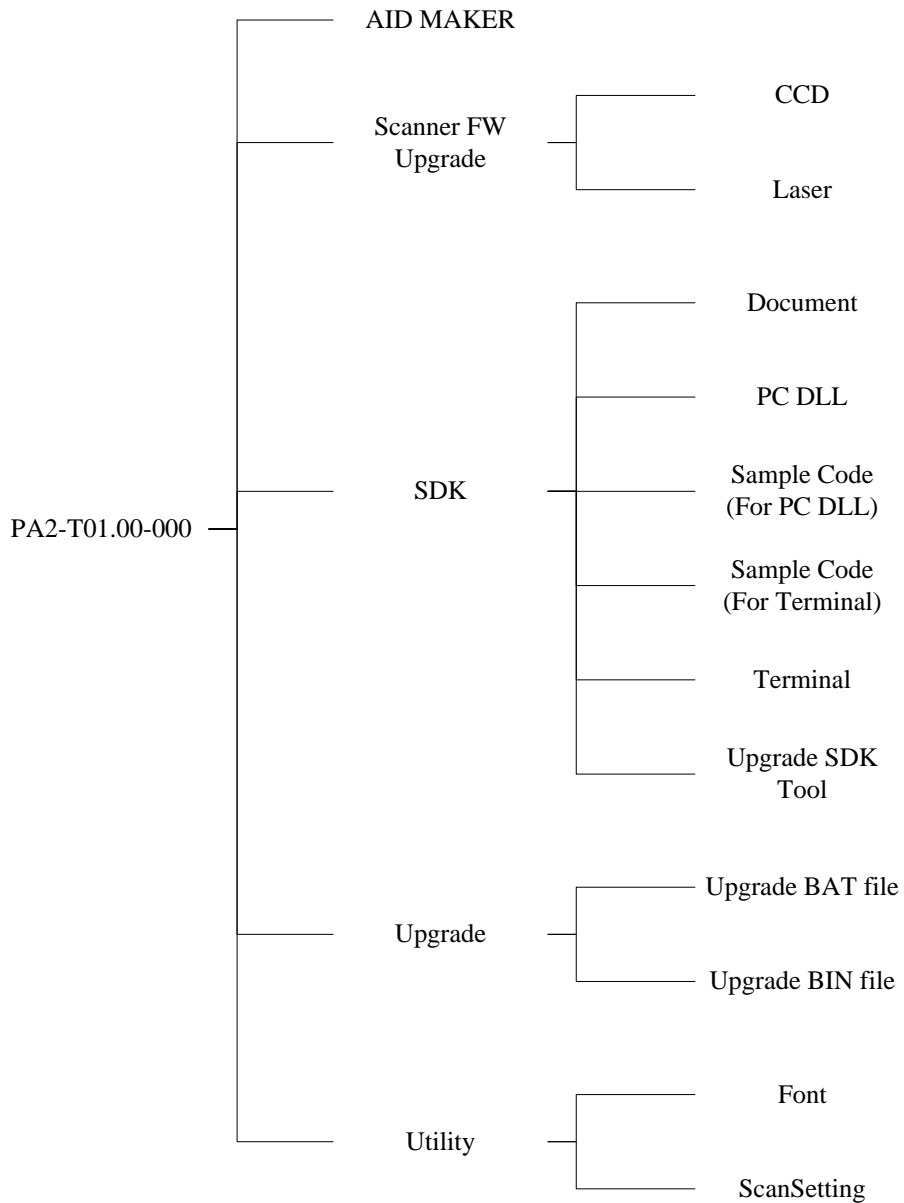 AID MAKER
CCD
Scanner FW
Upgrade
Laser
Document
PC DLL
Sample Code
(For PC DLL)
SDK
PA2-T01.00-000
Sample Code
(For Terminal)
Terminal
Upgrade SDK
Tool
Upgrade BAT file
Upgrade
Upgrade BIN file
Font
Utility
ScanSetting